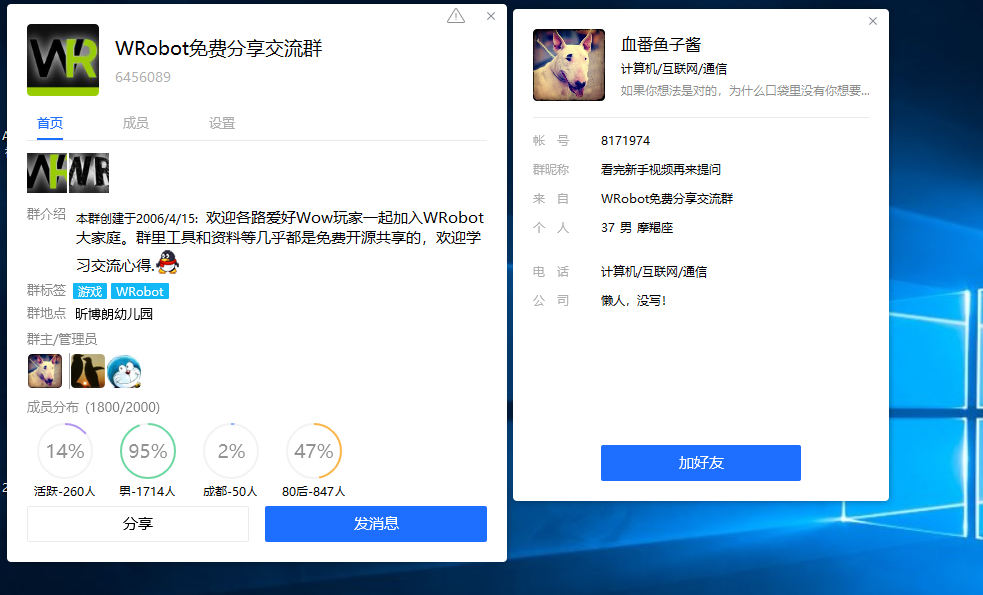 WR
WRobot免费分享交流群
6456089
首页 成员 设置
群介绍 本群创建于2006/4/15: 欢迎各路爱好Wow玩家一起加入WRobot
大家庭。群里工具和资料等几乎都是免费开源共享的，欢迎学
习交流心得.
群标签 游戏 WRobot
群地点 昕博朗幼儿园
群主/管理员
成员分布 (1800/2000)
14% 95% 2% 47%
活跃-260人 男-1714人 成都-50人 80后-847人
分享 发消息
血番鱼子酱
计算机/互联网/通信
如果你想法是对的，为什么口袋里没有你想要...
帐 号 8171974
群昵称 看完新手视频再来提问
来 自 WRobot免费分享交流群
个 人 37 男 摩羯座
电 话 计算机/互联网/通信
公 司 懒人，没写！
加好友